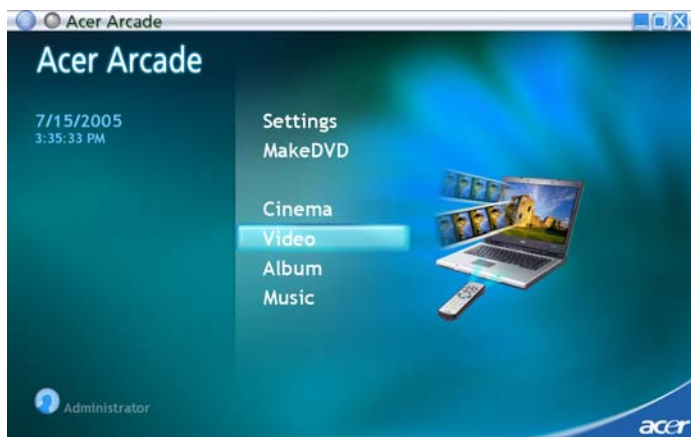 Acer Arcade
Acer Arcade
7/15/2005
3:35:33 PM
Settings
MakeDVD
Cinema
Video
Album
Music
Administrator
acer